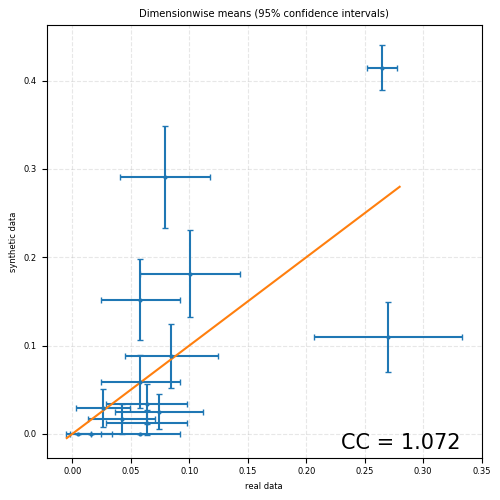 Dimensionwise means (95% confidence intervals)
synthetic data
0.4
0.3
0.2
0.1
0.0
CC = 1.072
0.00 0.05 0.10 0.15 0.20 0.25 0.30 0.35
real data